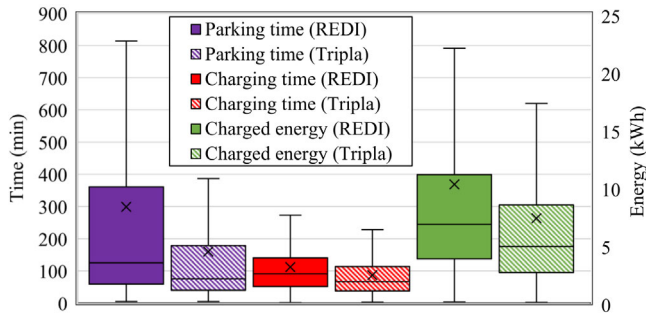 900
800
700
600
500
400
300
200
100
0
Time (min)
Parking time (REDI)
Parking time (Tripla)
Charging time (REDI)
Charging time (Tripla)
Charged energy (REDI)
Charged energy (Tripla)
25
20
15
10
5
0
Energy (kWh)